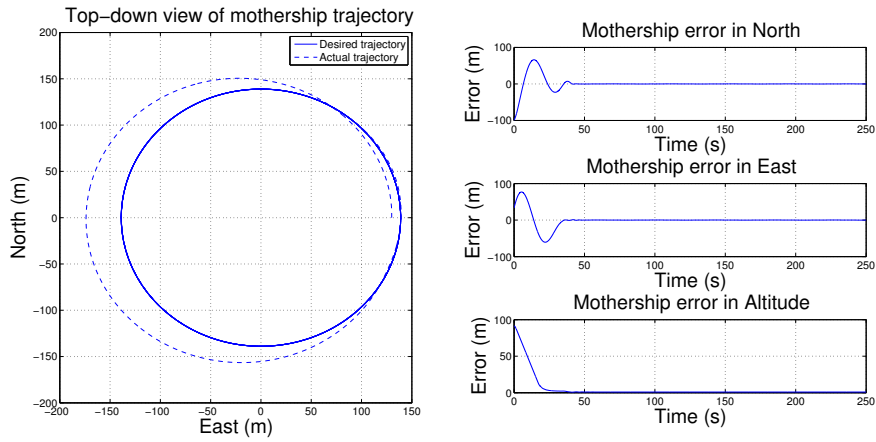 Top-down view of mothership trajectory
200
150
100
50
0
−50
−100
−150
−200
North (m)
−200 −150 −100 −50 0 50 100 150
East (m)
Desired trajectory
Actual trajectory
Mothership error in North
Error (m)
100
0
−100
0 50 100 150 200 250
Time (s)
Mothership error in East
Error (m)
100
0
−100
0 50 100 150 200 250
Time (s)
Mothership error in Altitude
Error (m)
100
50
0
0 50 100 150 200 250
Time (s)